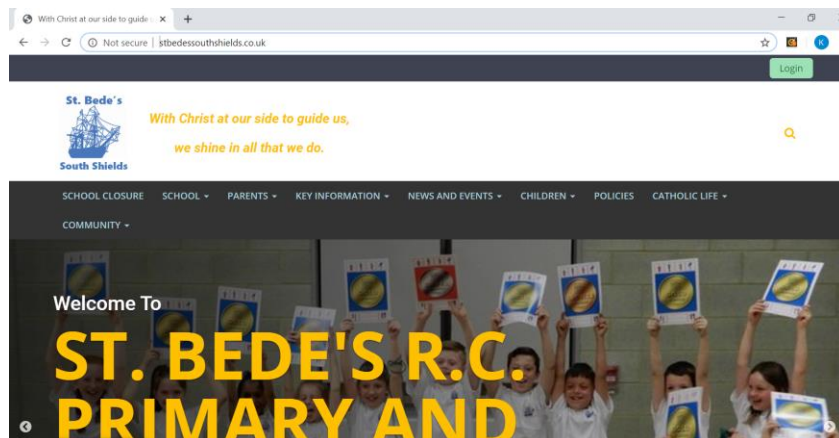 With Christ at our side to guide
Not secure | stbedessouthshields.co.uk
K
Login
St. Bede's
South Shields
With Christ at our side to guide us,
we shine in all that we do.
SCHOOL CLOSURE SCHOOL PARENTS KEY INFORMATION NEWS AND EVENTS CHILDREN POLICIES CATHOLIC LIFE
COMMUNITY
Welcome To
ST. BEDE'S R.C.
PRIMARY AND